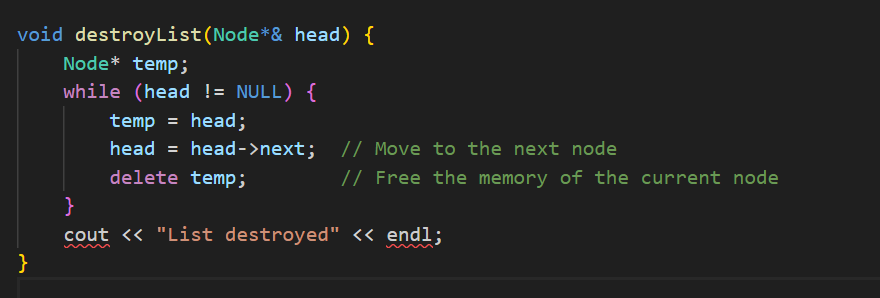 void destroyList(Node*& head) {
    Node* temp;
    while (head != NULL) {
        temp = head;
        head = head->next;  // Move to the next node
        delete temp;        // Free the memory of the current node
    }
    cout << "List destroyed" << endl;
}